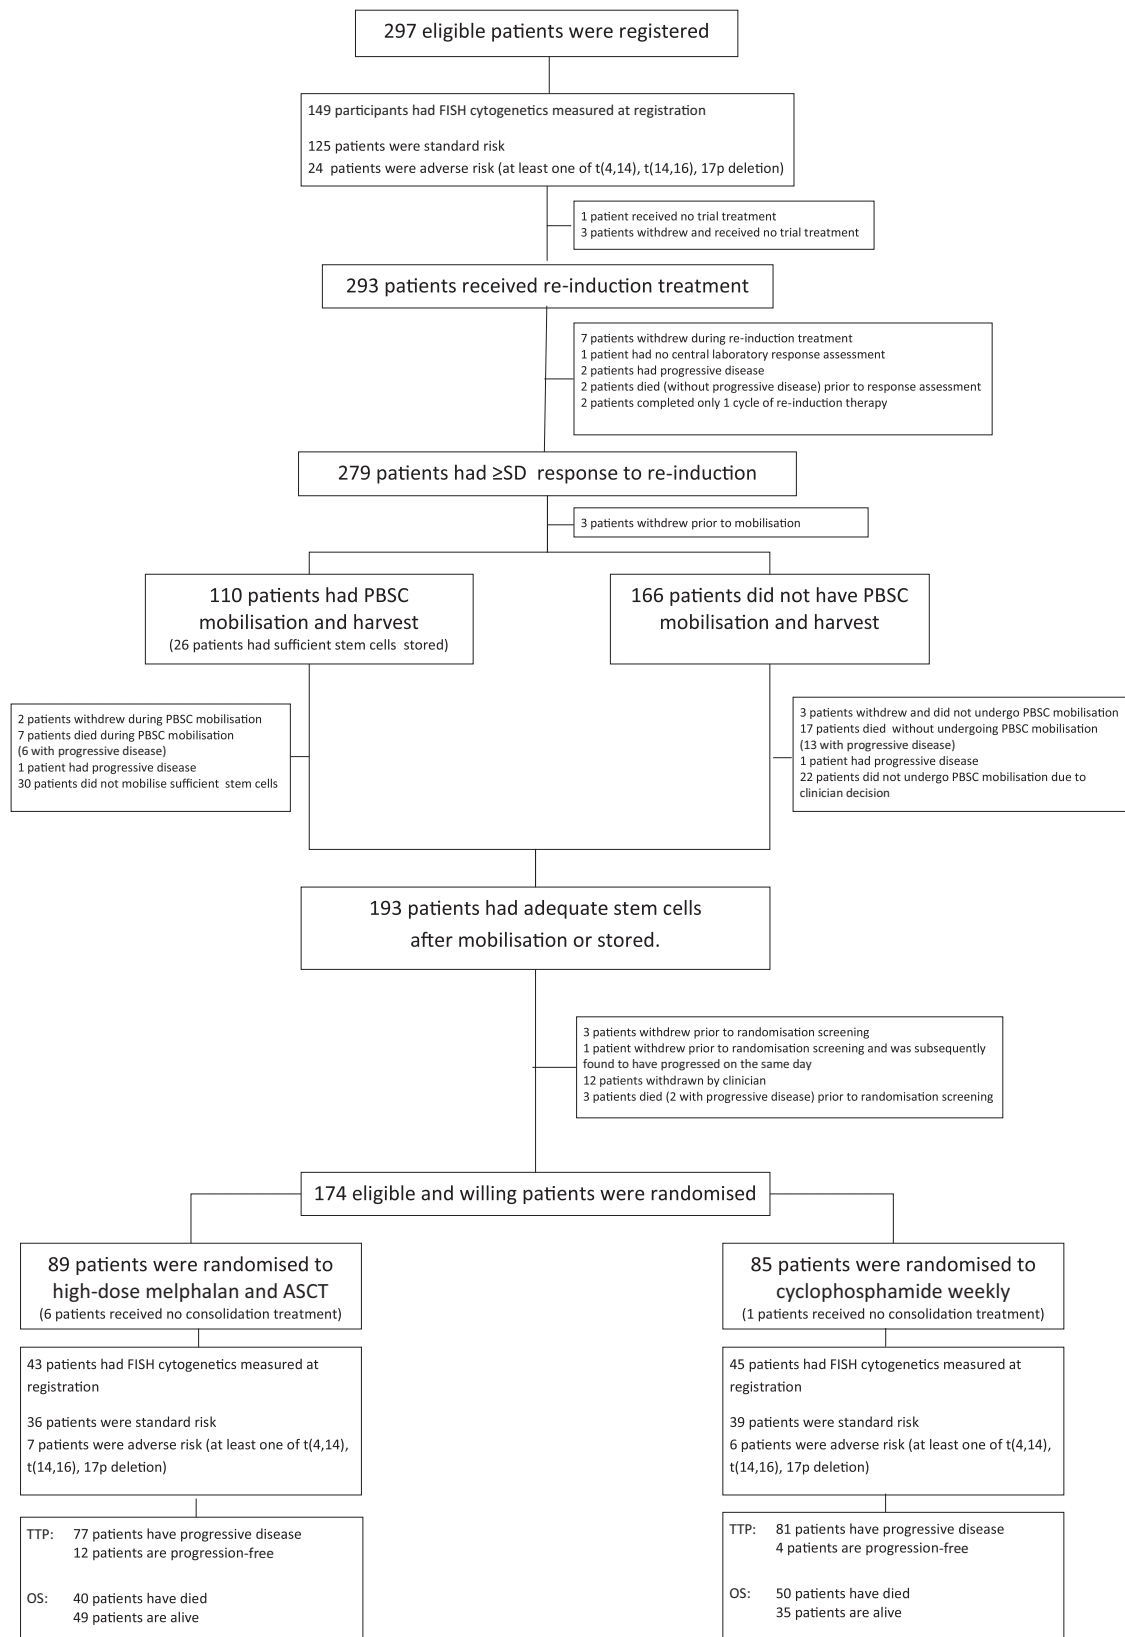 297 eligible patients were registered
149 participants had FISH cytogenetics measured at registration
125 patients were standard risk
24 patients were adverse risk (at least one of t(4,14), t(14,16), 17p deletion)
1 patient received no trial treatment
3 patients withdrew and received no trial treatment
293 patients received re-induction treatment
7 patients withdrew during re-induction treatment
1 patient had no central laboratory response assessment
2 patients had progressive disease
2 patients died (without progressive disease) prior to response assessment
2 patients completed only 1 cycle of re-induction therapy
279 patients had ≥SD response to re-induction
3 patients withdrew prior to mobilisation
110 patients had PBSC
mobilisation and harvest
(26 patients had sufficient stem cells stored)
166 patients did not have PBSC
mobilisation and harvest
2 patients withdrew during PBSC mobilisation
7 patients died during PBSC mobilisation
(6 with progressive disease)
1 patient had progressive disease
30 patients did not mobilise sufficient stem cells
3 patients withdrew and did not undergo PBSC mobilisation
17 patients died without undergoing PBSC mobilisation
(13 with progressive disease)
1 patient had progressive disease
22 patients did not undergo PBSC mobilisation due to
clinician decision
193 patients had adequate stem cells
after mobilisation or stored.
3 patients withdrew prior to randomisation screening
1 patient withdrew prior to randomisation screening and was subsequently
found to have progressed on the same day
12 patients withdrawn by clinician
3 patients died (2 with progressive disease) prior to randomisation screening
174 eligible and willing patients were randomised
89 patients were randomised to
high-dose melphalan and ASCT
(6 patients received no consolidation treatment)
85 patients were randomised to
cyclophosphamide weekly
(1 patients received no consolidation treatment)
43 patients had FISH cytogenetics measured at
registration
36 patients were standard risk
7 patients were adverse risk (at least one of t(4,14),
t(14,16), 17p deletion)
45 patients had FISH cytogenetics measured at
registration
39 patients were standard risk
6 patients were adverse risk (at least one of t(4,14),
t(14,16), 17p deletion)
TTP: 77 patients have progressive disease
12 patients are progression-free
OS: 40 patients have died
49 patients are alive
TTP: 81 patients have progressive disease
4 patients are progression-free
OS: 50 patients have died
35 patients are alive